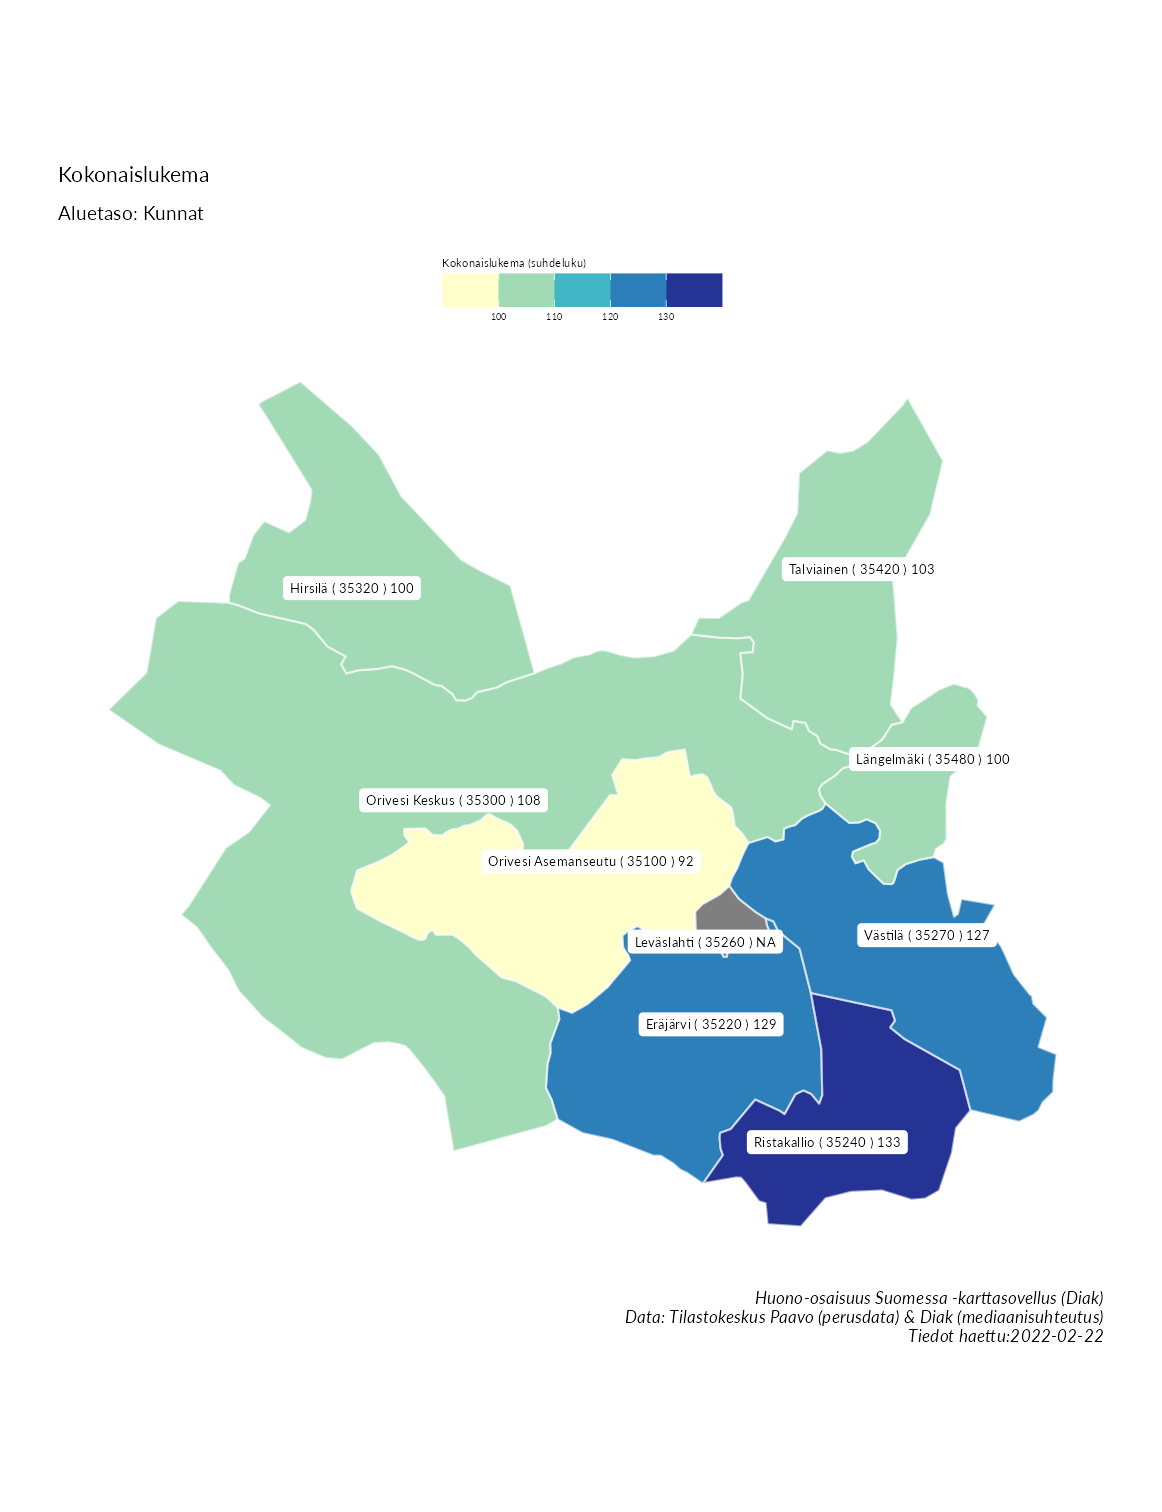 Kokonaislukema
Aluetaso: Kunnat
Kokonaislukema (suhdeluku)
100 110 120 130
Talviainen ( 35420 ) 103
Hirsilä ( 35320 ) 100
Längelmäki ( 35480 ) 100
Orivesi Keskus ( 35300 ) 108
Orivesi Asemanseutu ( 35100 ) 92
Västilä ( 35270 ) 127
Leväslahti ( 35260 ) NA
Eräjärvi ( 35220 ) 129
Ristakallio ( 35240 ) 133
Huono-osaisuus Suomessa -karttasovellus (Diak)
Data: Tilastokeskus Paavo (perusdata) & Diak (mediaanisuhteutus)
Tiedot haettu:2022-02-22